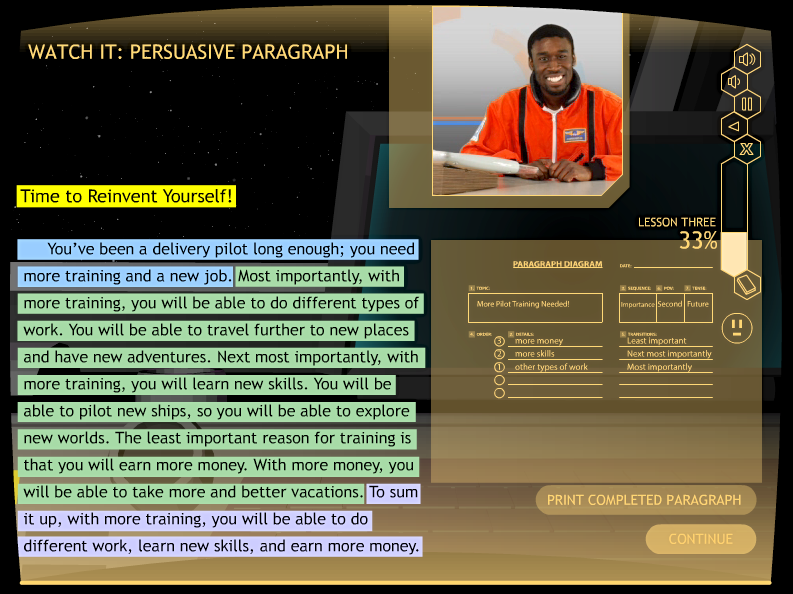 WATCH IT: PERSUASIVE PARAGRAPH
Time to Reinvent Yourself!
You've been a delivery pilot long enough; you need
more training and a new job. Most importantly, with
more training, you will be able to do different types of
work. You will be able to travel further to new places
and have new adventures. Next most importantly, with
more training, you will learn new skills. You will be
able to pilot new ships, so you will be able to explore
new worlds. The least important reason for training is
that you will earn more money. With more money, you
will be able to take more and better vacations. To sum
it up, with more training, you will be able to do
different work, learn new skills, and earn more money.
LESSON THREE
33%
PARAGRAPH DIAGRAM
DATE:
1. TOPIC:
More Pilot Training Needed!
SEQUENCE: POV: TENSE:
Importance Second Future
ORDER: DETAILS: TRANSITIONS:
3 more money Least important
2 more skills Next most importantly
1 other types of work Most importantly
PRINT COMPLETED PARAGRAPH
CONTINUE